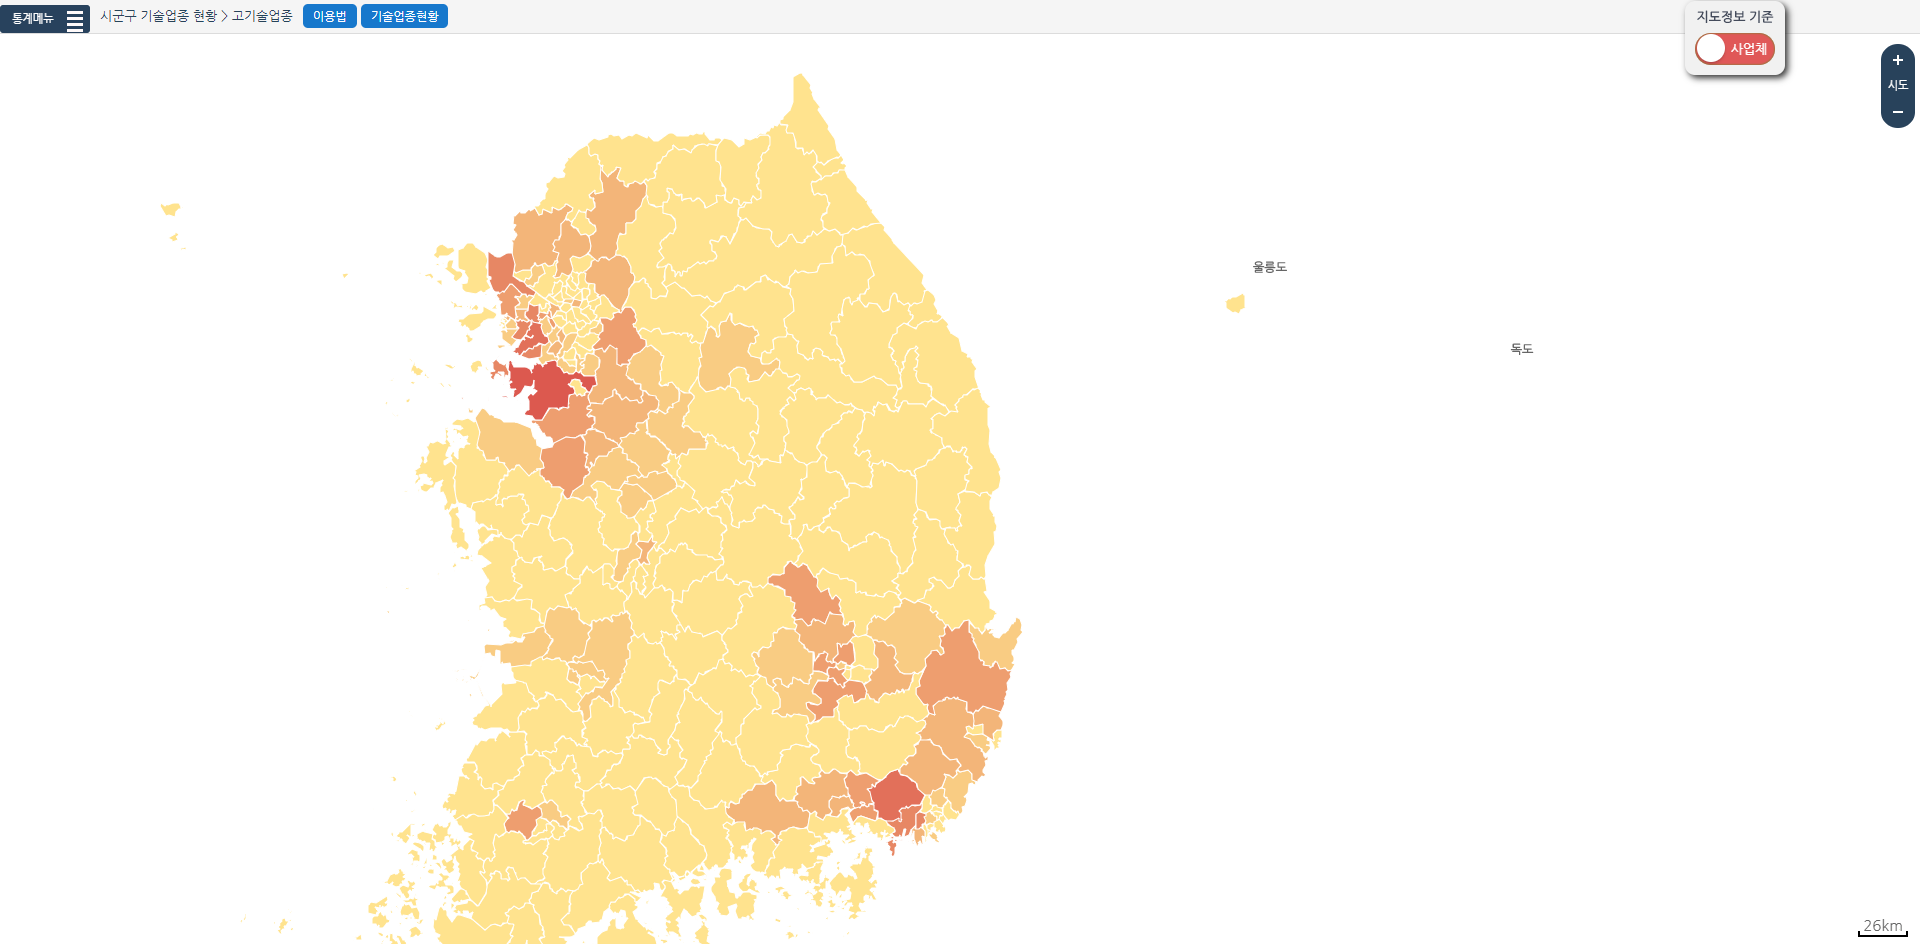 통계메뉴
시군구 기술업종 현황 > 고기술업종
이용법
기술업종현황
지도정보 기준
사업체
+
시도
−
울릉도
독도
26km